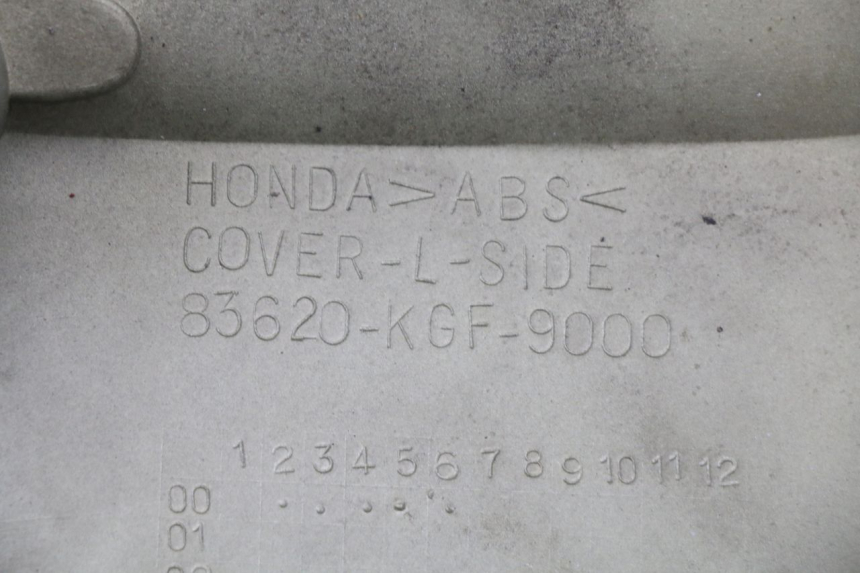 HONDA >ABS<
COVER-L-SIDE
83620-KGF-9000
1 2 3 4 5 6 7 8 9 10 11 12
00
01